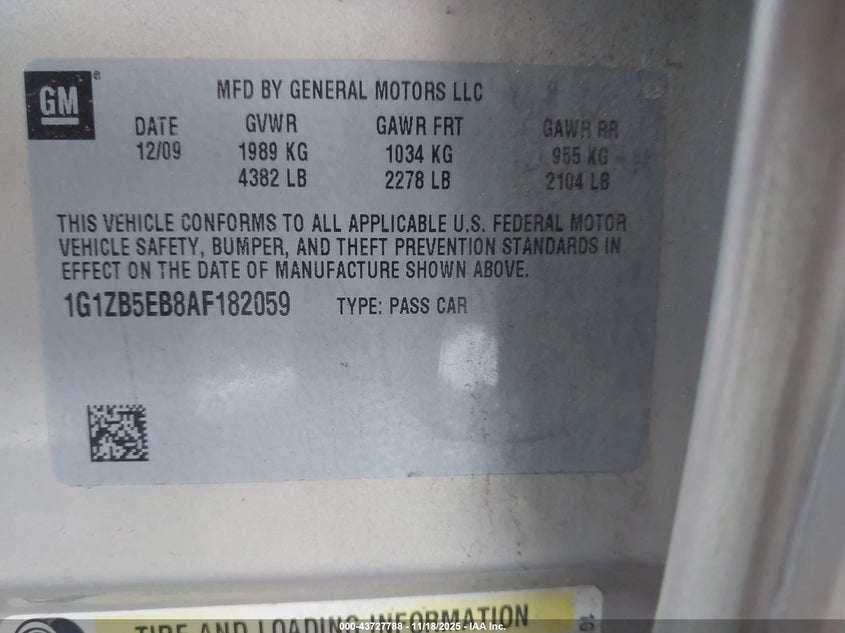 GM
MFD BY GENERAL MOTORS LLC
DATE GVWR GAWR FRT GAWR RR
12/09 1989 KG 1034 KG 955 KG
4382 LB 2278 LB 2104 LB
THIS VEHICLE CONFORMS TO ALL APPLICABLE U.S. FEDERAL MOTOR
VEHICLE SAFETY, BUMPER, AND THEFT PREVENTION STANDARDS IN
EFFECT ON THE DATE OF MANUFACTURE SHOWN ABOVE.
1G1ZB5EB8AF182059 TYPE: PASS CAR
TIRE AND LOADING INFORMATION
000-43727788 - 11/18/2025 - IAA Inc.